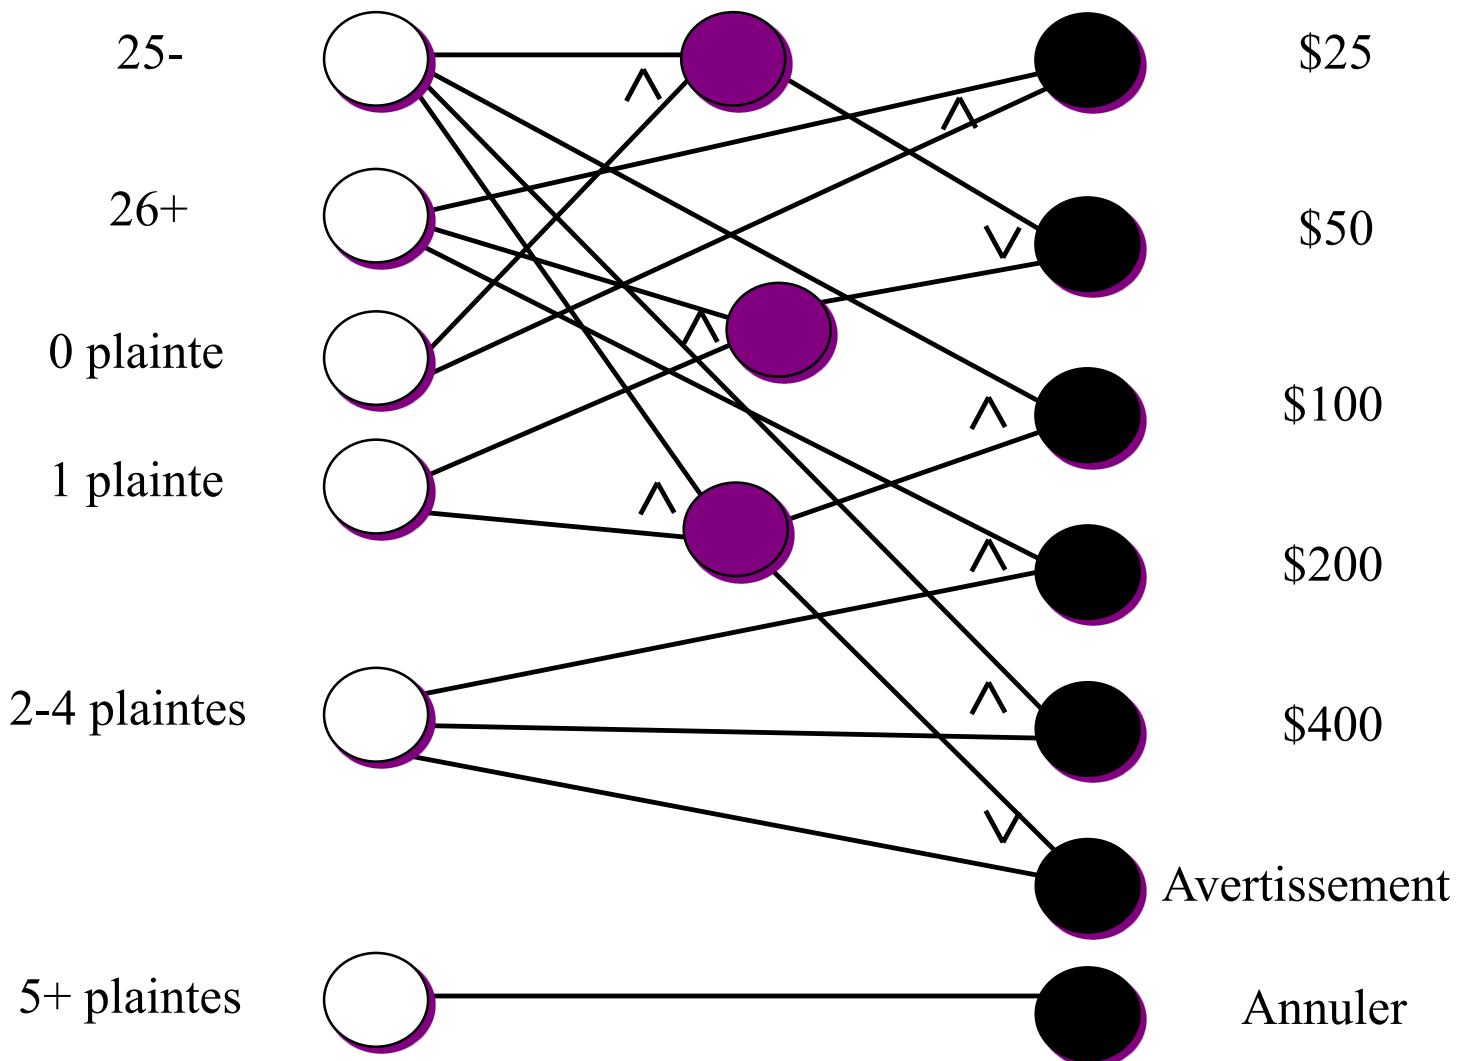 25-
$25
26+
$50
0 plainte
$100
1 plainte
$200
2-4 plaintes
$400
Avertissement
5+ plaintes
Annuler